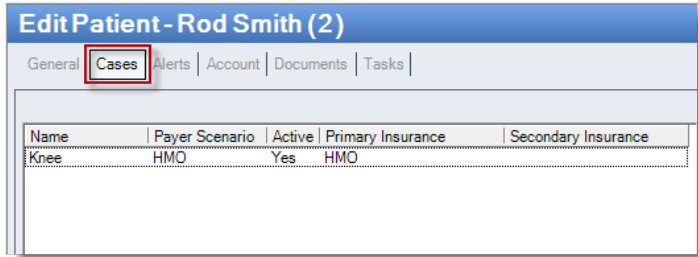 Edit Patient - Rod Smith (2)
General Cases Alerts Account Documents Tasks
Name Payer Scenario Active Primary Insurance Secondary Insurance
Knee HMO Yes HMO